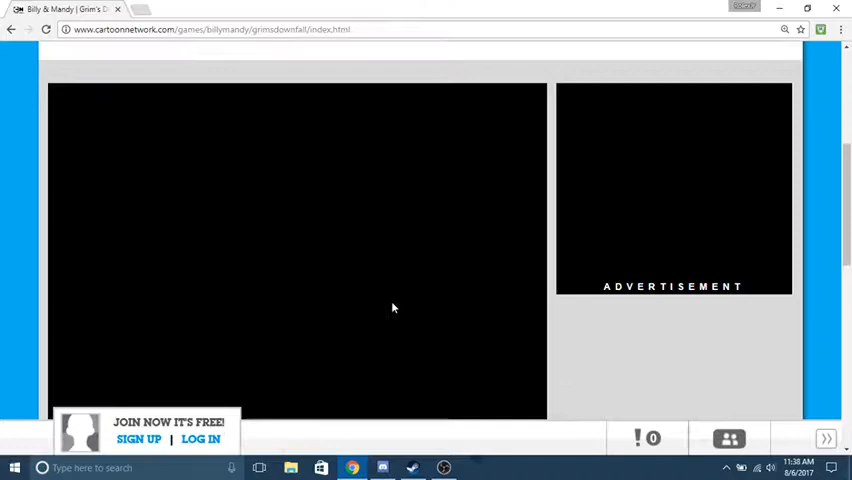 Billy & Mandy | Grim's D
www.cartoonnetwork.com/games/billymandy/grimsdownfall/index.html
ADVERTISEMENT
JOIN NOW IT'S FREE!
SIGN UP | LOG IN
!0
Type here to search
11:38 AM
8/6/2017